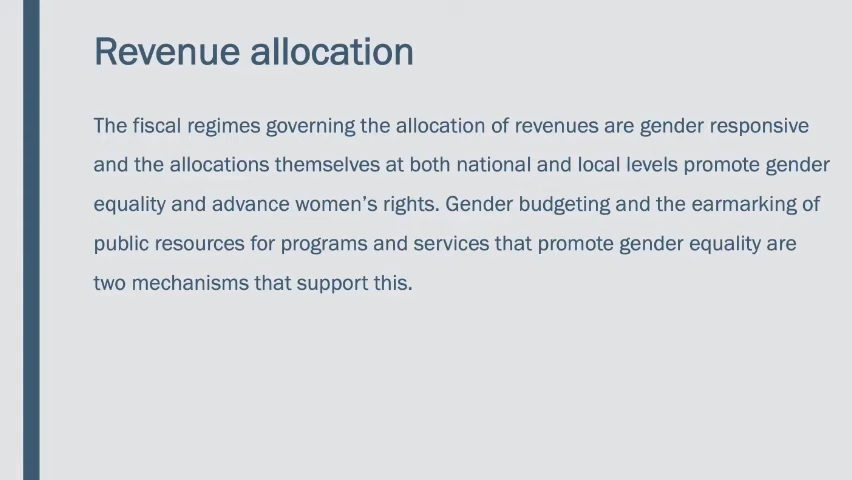 Revenue allocation
The fiscal regimes governing the allocation of revenues are gender responsive
and the allocations themselves at both national and local levels promote gender
equality and advance women’s rights. Gender budgeting and the earmarking of
public resources for programs and services that promote gender equality are
two mechanisms that support this.